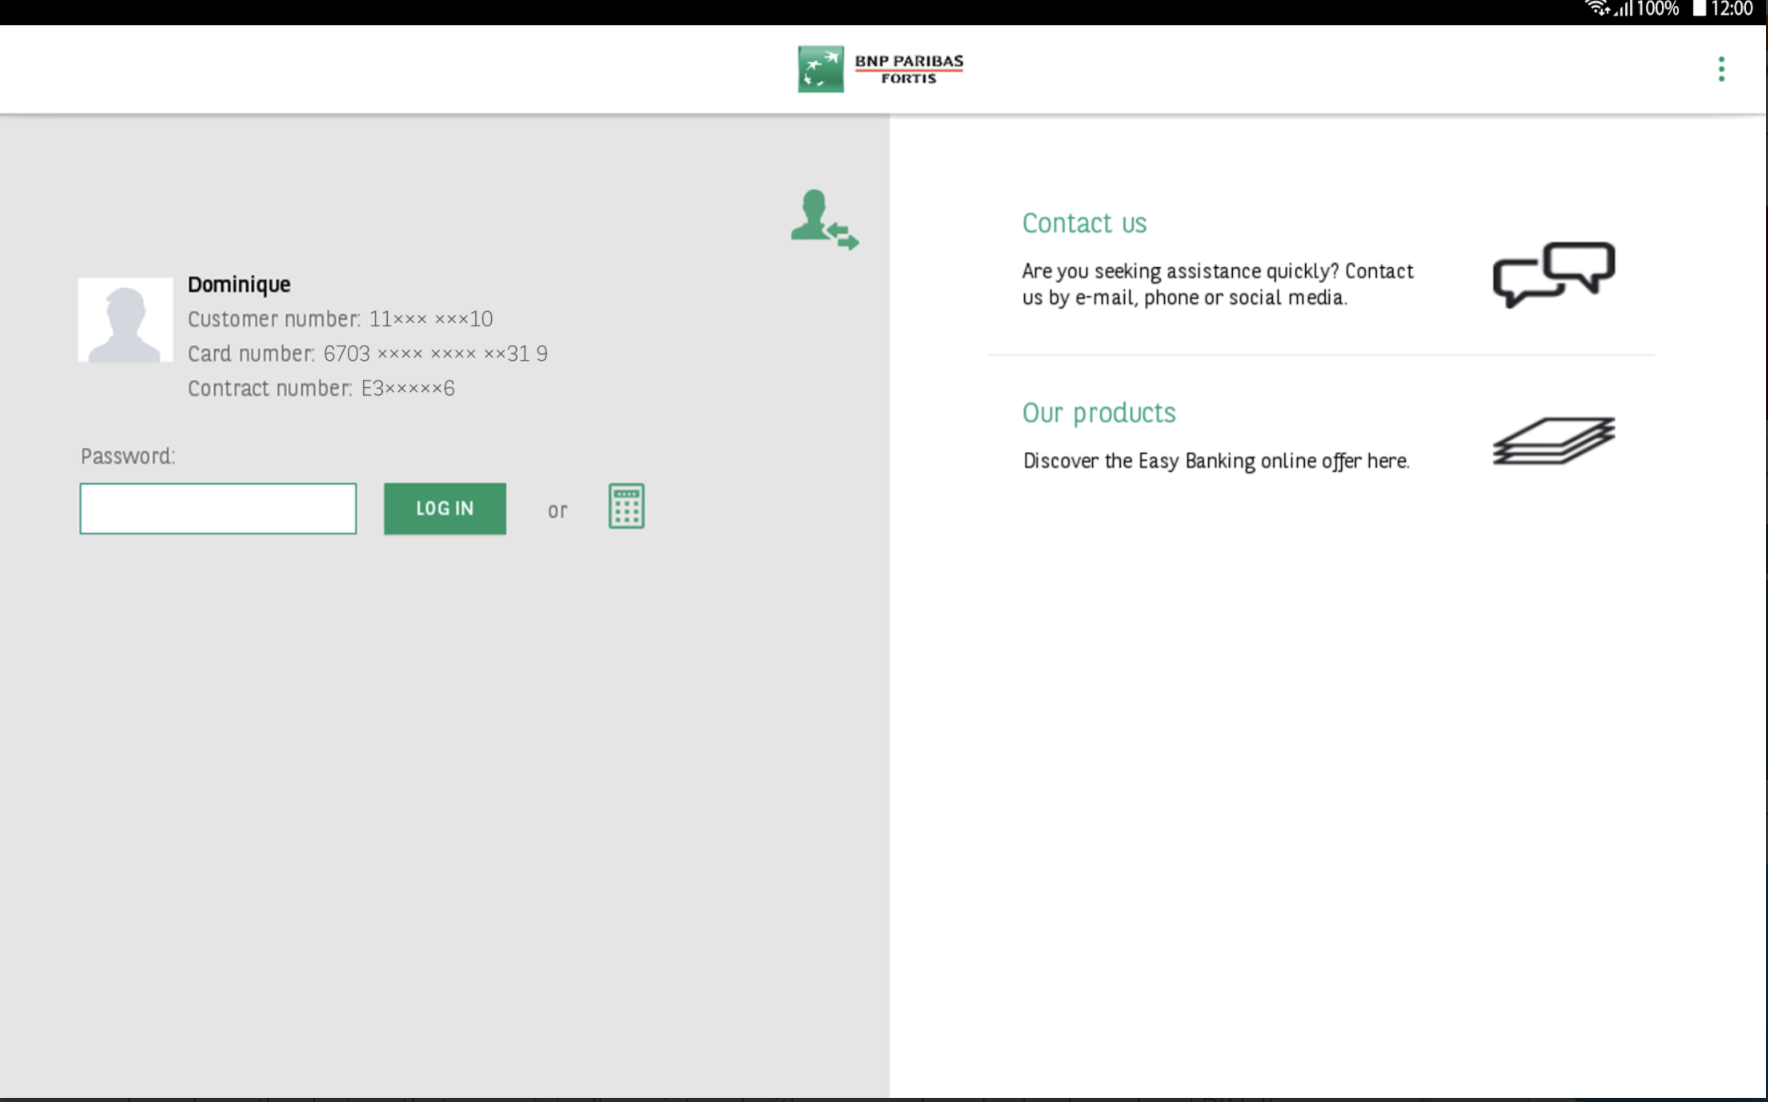 100% 12:00
BNP PARIBAS
FORTIS
Dominique
Customer number: 11××× ×××10
Card number: 6703 ×××× ×××× ××31 9
Contract number: E3×××××6
Password:
LOG IN
or
Contact us
Are you seeking assistance quickly? Contact
us by e-mail, phone or social media.
Our products
Discover the Easy Banking online offer here.